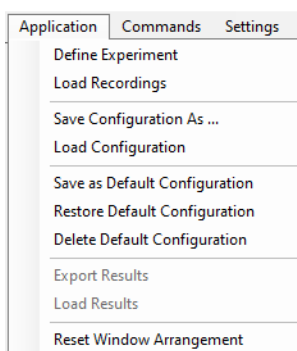 Application Commands Settings
Define Experiment
Load Recordings
Save Configuration As ...
Load Configuration
Save as Default Configuration
Restore Default Configuration
Delete Default Configuration
Export Results
Load Results
Reset Window Arrangement